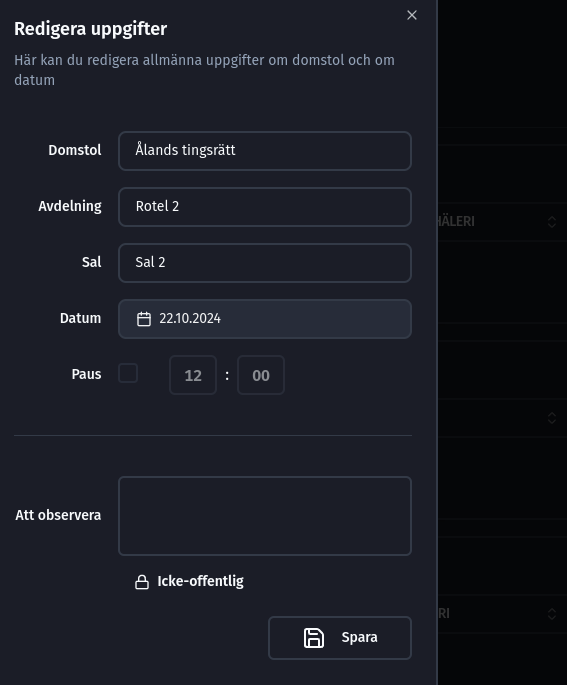 Redigera uppgifter
Här kan du redigera allmänna uppgifter om domstol och om
datum
Domstol
Ålands tingsrätt
Avdelning
Rotel 2
Sal
Sal 2
Datum
22.10.2024
Paus
12 : 00
Att observera
Icke-offentlig
Spara
HÄLERI
RI